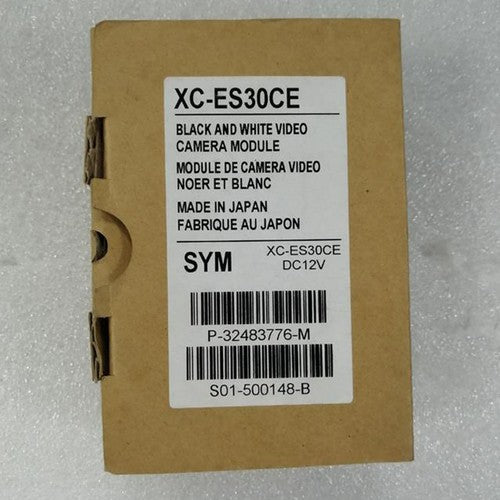 XC-ES30CE
BLACK AND WHITE VIDEO
CAMERA MODULE
MODULE DE CAMERA VIDEO
NOER ET BLANC
MADE IN JAPAN
FABRIQUE AU JAPON
SYM
XC-ES30CE
DC12V
P-32483776-M
S01-500148-B